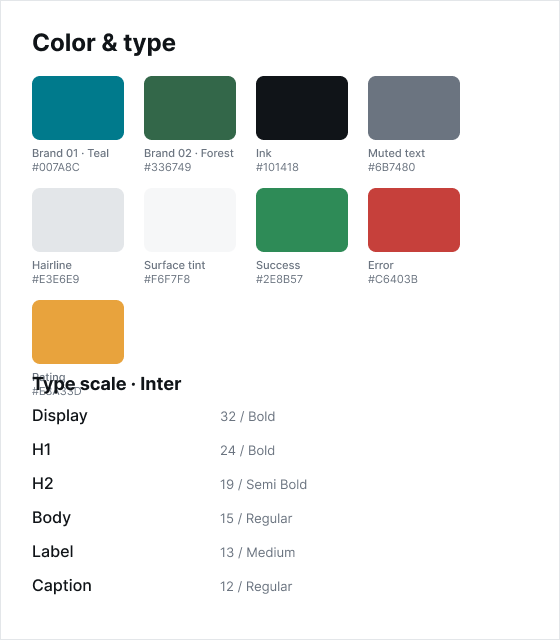 Color & type
Brand 01 · Teal
#007A8C
Brand 02 · Forest
#336749
Ink
#101418
Muted text
#6B7480
Hairline
#E3E6E9
Surface tint
#F6F7F8
Success
#2E8B57
Error
#C6403B
Rating
Type scale · Inter
Display
32 / Bold
H1
24 / Bold
H2
19 / Semi Bold
Body
15 / Regular
Label
13 / Medium
Caption
12 / Regular